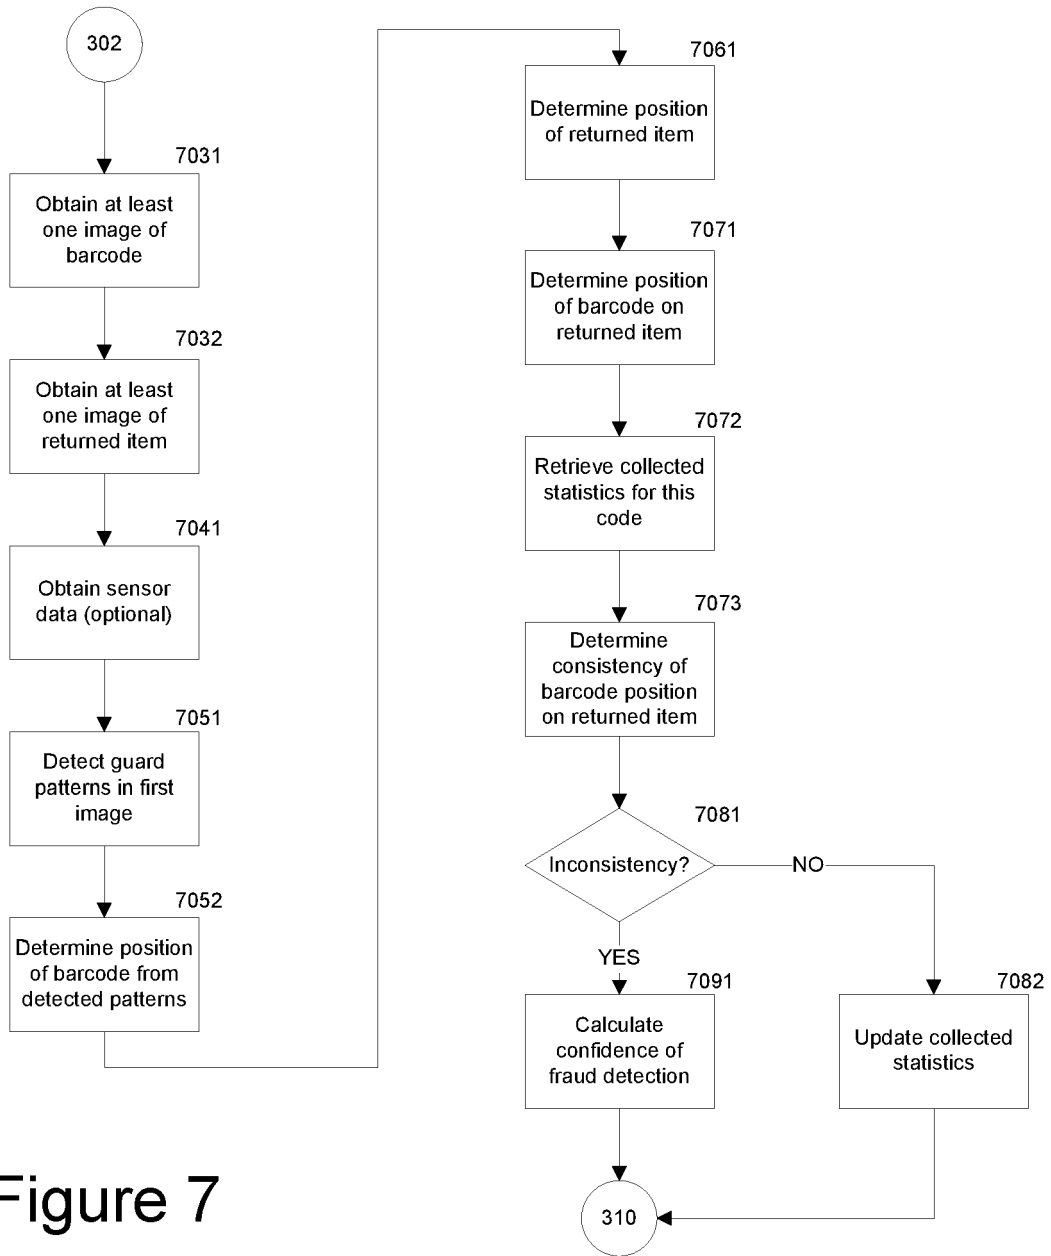 302
7031
Obtain at least
one image of
barcode
7032
Obtain at least
one image of
returned item
7041
Obtain sensor
data (optional)
7051
Detect guard
patterns in first
image
7052
Determine position
of barcode from
detected patterns
7061
Determine position
of returned item
7071
Determine position
of barcode on
returned item
7072
Retrieve collected
statistics for this
code
7073
Determine
consistency of
barcode position
on returned item
7081
Inconsistency?
NO
YES
7091
Calculate
confidence of
fraud detection
7082
Update collected
statistics
310
Figure 7